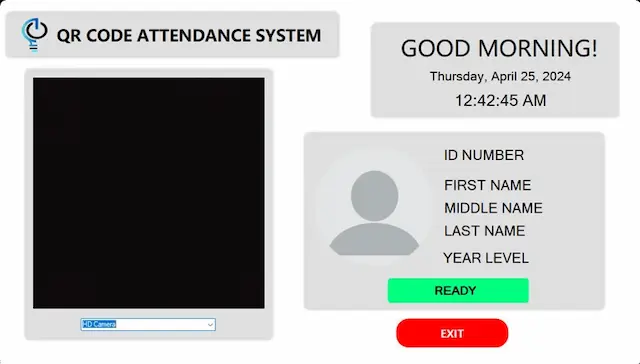 QR CODE ATTENDANCE SYSTEM
GOOD MORNING!
Thursday, April 25, 2024
12:42:45 AM
ID NUMBER
FIRST NAME
MIDDLE NAME
LAST NAME
YEAR LEVEL
READY
HD Camera
EXIT